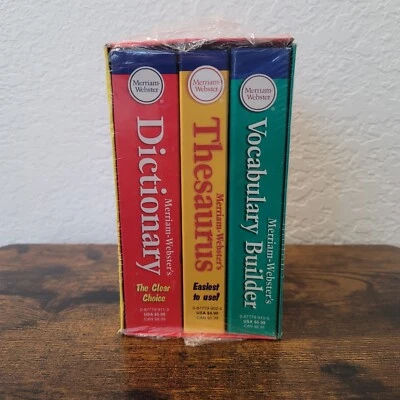 Merriam-
Webster
®
Merriam-Webster's
Dictionary
The Clear
Choice
Merriam-
Webster
Merriam-Webster's
Thesaurus
Easiest
to use!
Merriam-
Webster
®
Merriam-Webster's
Vocabulary Builder